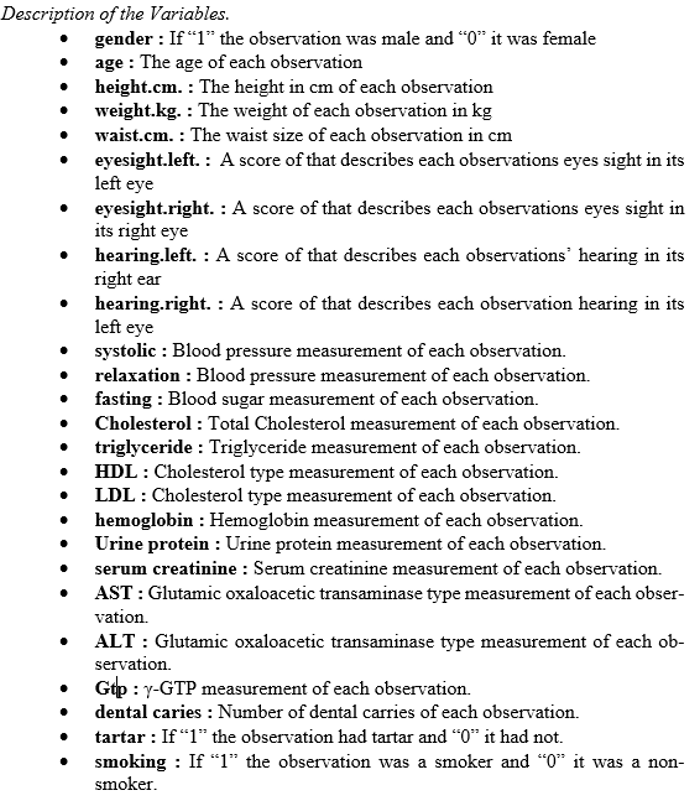 Description of the Variables.
• gender : If “1” the observation was male and “0” it was female
• age : The age of each observation
• height.cm. : The height in cm of each observation
• weight.kg. : The weight of each observation in kg
• waist.cm. : The waist size of each observation in cm
• eyesight.left. : A score of that describes each observations eyes sight in its
left eye
• eyesight.right. : A score of that describes each observations eyes sight in
its right eye
• hearing.left. : A score of that describes each observations’ hearing in its
right ear
• hearing.right. : A score of that describes each observation hearing in its
left eye
• systolic : Blood pressure measurement of each observation.
• relaxation : Blood pressure measurement of each observation.
• fasting : Blood sugar measurement of each observation.
• Cholesterol : Total Cholesterol measurement of each observation.
• triglyceride : Triglyceride measurement of each observation.
• HDL : Cholesterol type measurement of each observation.
• LDL : Cholesterol type measurement of each observation.
• hemoglobin : Hemoglobin measurement of each observation.
• Urine protein : Urine protein measurement of each observation.
• serum creatinine : Serum creatinine measurement of each observation.
• AST : Glutamic oxaloacetic transaminase type measurement of each obser-
vation.
• ALT : Glutamic oxaloacetic transaminase type measurement of each ob-
servation.
• Gtp : γ-GTP measurement of each observation.
• dental caries : Number of dental carries of each observation.
• tartar : If “1” the observation had tartar and “0” it had not.
• smoking : If “1” the observation was a smoker and “0” it was a non-
smoker.